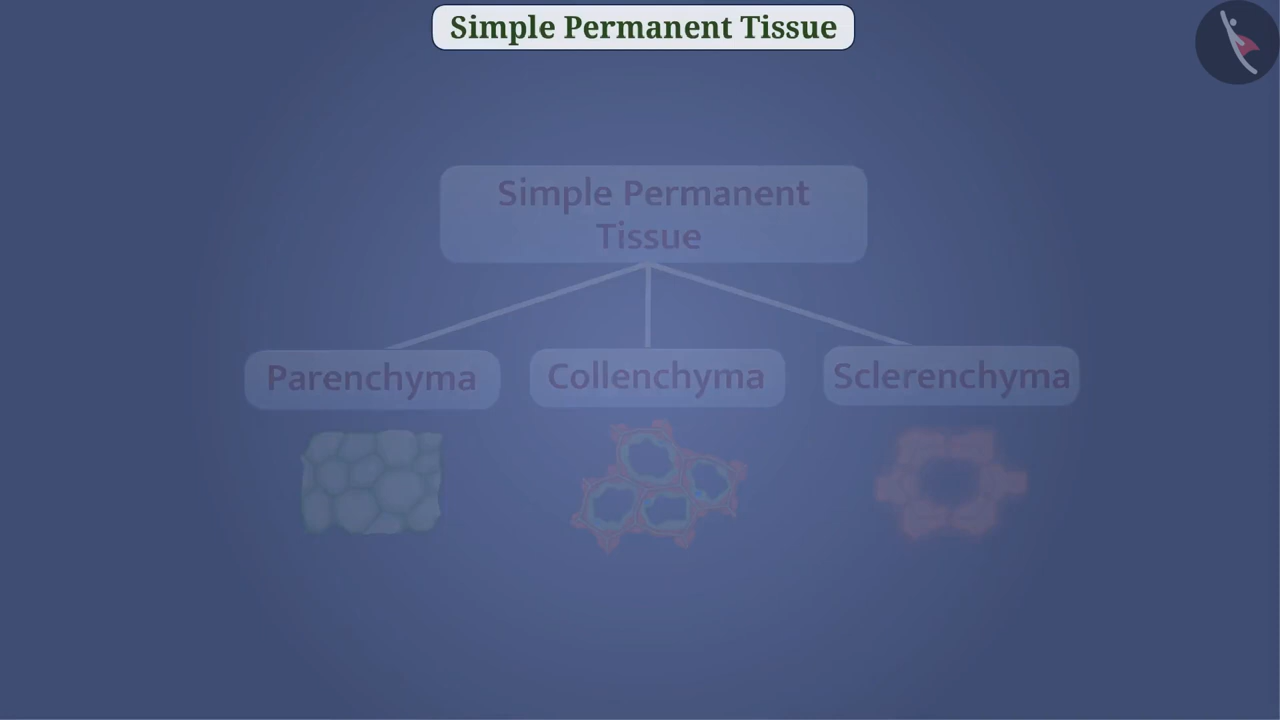 Simple Permanent Tissue
Simple Permanent
Tissue
Parenchyma
Collenchyma
Sclerenchyma